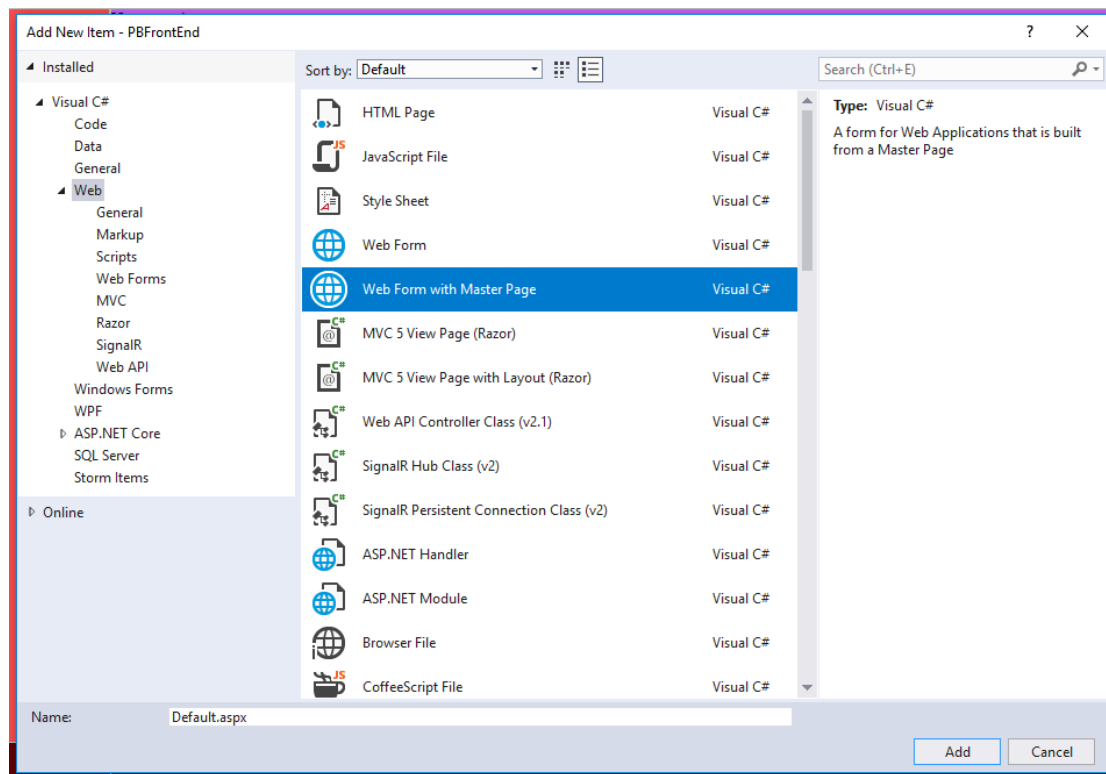 Add New Item - PBFrontEnd
?
Installed
Sort by: Default
Search (Ctrl+E)
Visual C#
Code
Data
General
Web
General
Markup
Scripts
Web Forms
MVC
Razor
SignalR
Web API
Windows Forms
WPF
ASP.NET Core
SQL Server
Storm Items
Online
HTML Page Visual C#
JS JavaScript File Visual C#
Style Sheet Visual C#
Web Form Visual C#
Web Form with Master Page Visual C#
C# @ MVC 5 View Page (Razor) Visual C#
C# @ MVC 5 View Page with Layout (Razor) Visual C#
C# Web API Controller Class (v2.1) Visual C#
C# SignalR Hub Class (v2) Visual C#
C# SignalR Persistent Connection Class (v2) Visual C#
ASP.NET Handler Visual C#
ASP.NET Module Visual C#
Browser File Visual C#
JS CoffeeScript File Visual C#
Type: Visual C#
A form for Web Applications that is built
from a Master Page
Name: Default.aspx
Add Cancel